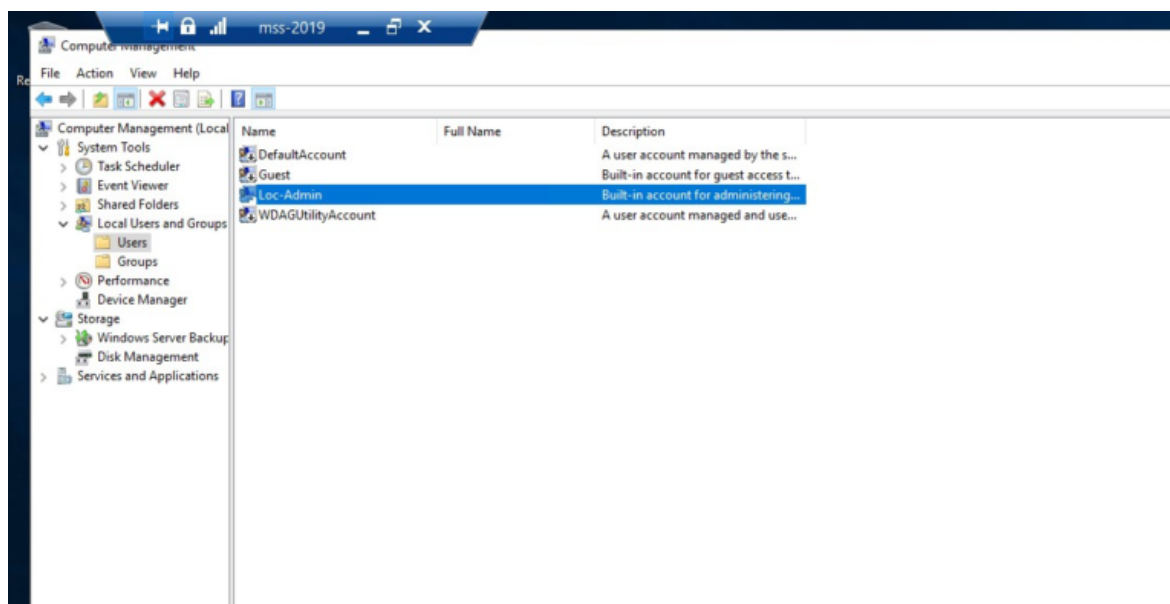 mss-2019
Computer Management
File Action View Help
Re
Computer Management (Local
System Tools
Task Scheduler
Event Viewer
Shared Folders
Local Users and Groups
Users
Groups
Performance
Device Manager
Storage
Windows Server Backup
Disk Management
Services and Applications
Name Full Name Description
DefaultAccount A user account managed by the s...
Guest Built-in account for guest access t...
Loc-Admin Built-in account for administering...
WDAGUtilityAccount A user account managed and use...